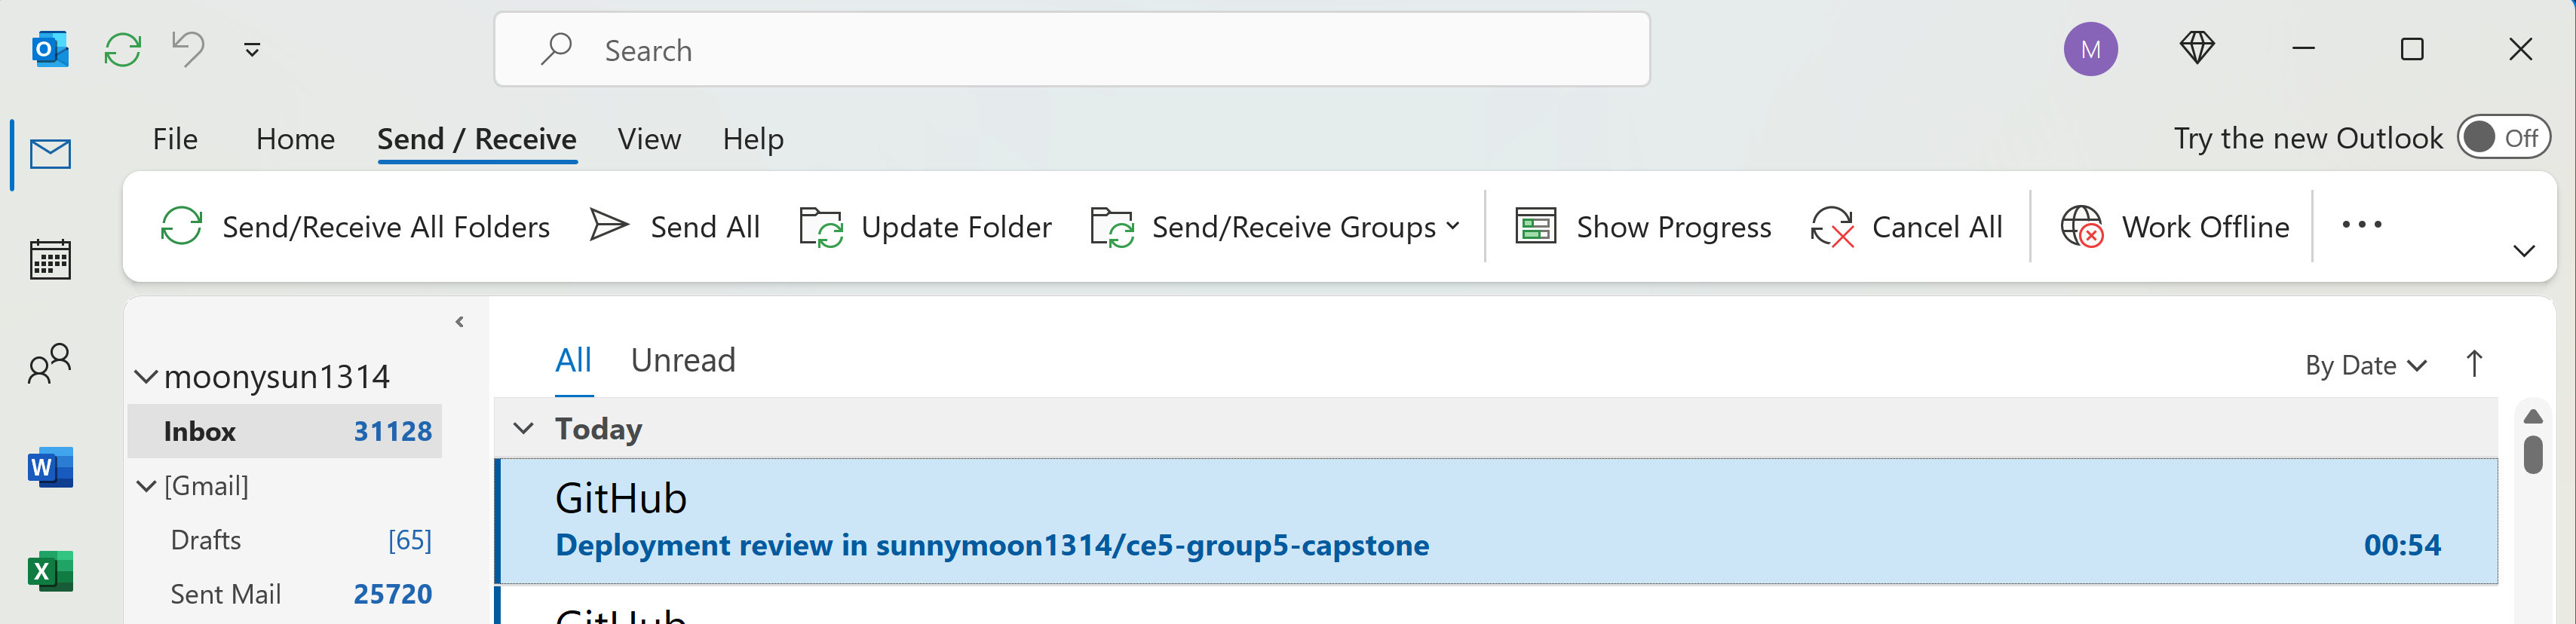 Search
M
File Home Send / Receive View Help
Try the new Outlook Off
Send/Receive All Folders Send All Update Folder Send/Receive Groups Show Progress Cancel All Work Offline
moonysun1314
Inbox 31128
[Gmail]
Drafts [65]
Sent Mail 25720
All Unread
By Date
Today
GitHub
Deployment review in sunnymoon1314/ce5-group5-capstone 00:54
GitHub